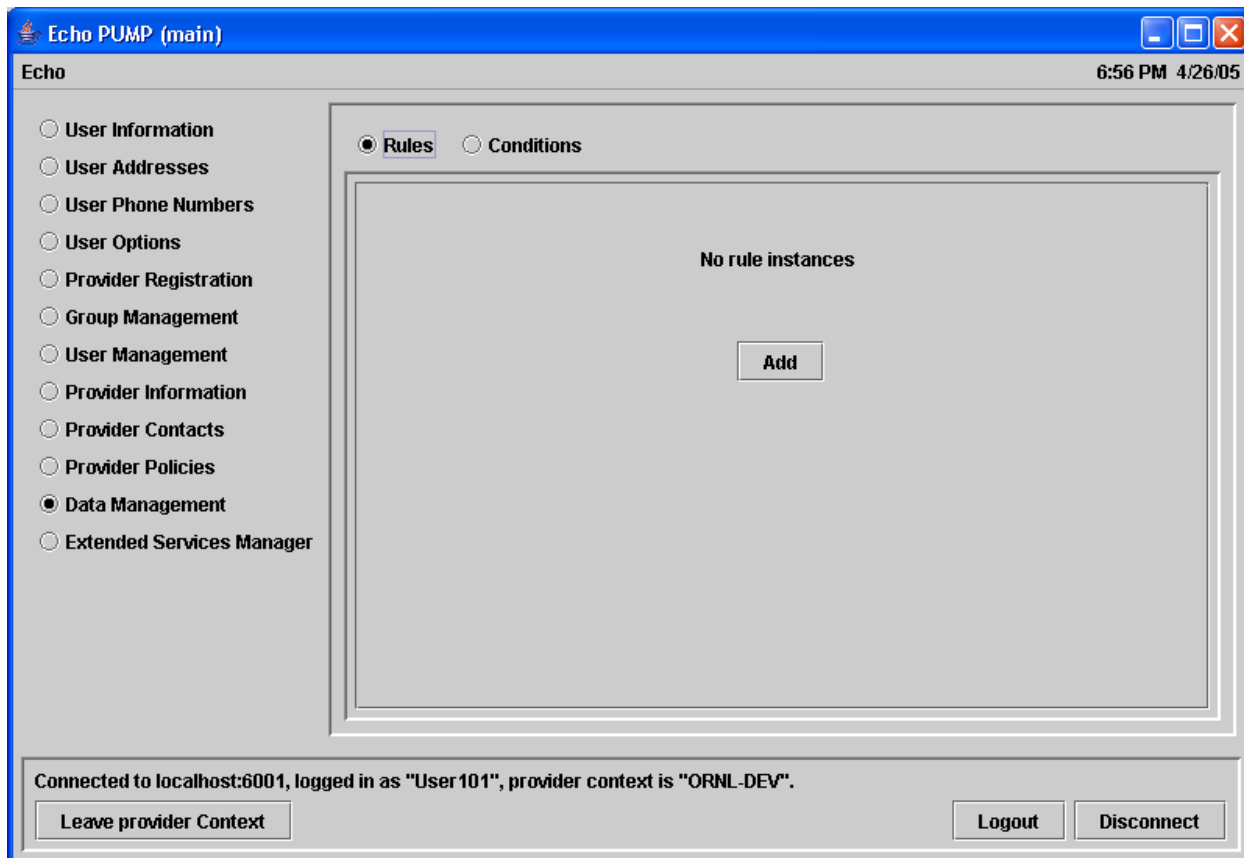 Echo PUMP (main)
Echo 6:56 PM 4/26/05
User Information
User Addresses
User Phone Numbers
User Options
Provider Registration
Group Management
User Management
Provider Information
Provider Contacts
Provider Policies
Data Management
Extended Services Manager
Rules Conditions
No rule instances
Add
Connected to localhost:6001, logged in as "User101", provider context is "ORNL-DEV".
Leave provider Context Logout Disconnect